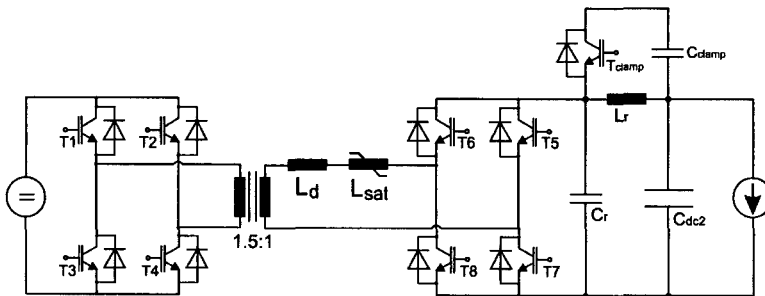 Cclamp
Tclamp
T1
T2
T6
T5
Lr
Ld
Lsat
Cr
Cdc2
1.5:1
T3
T4
T8
T7
=